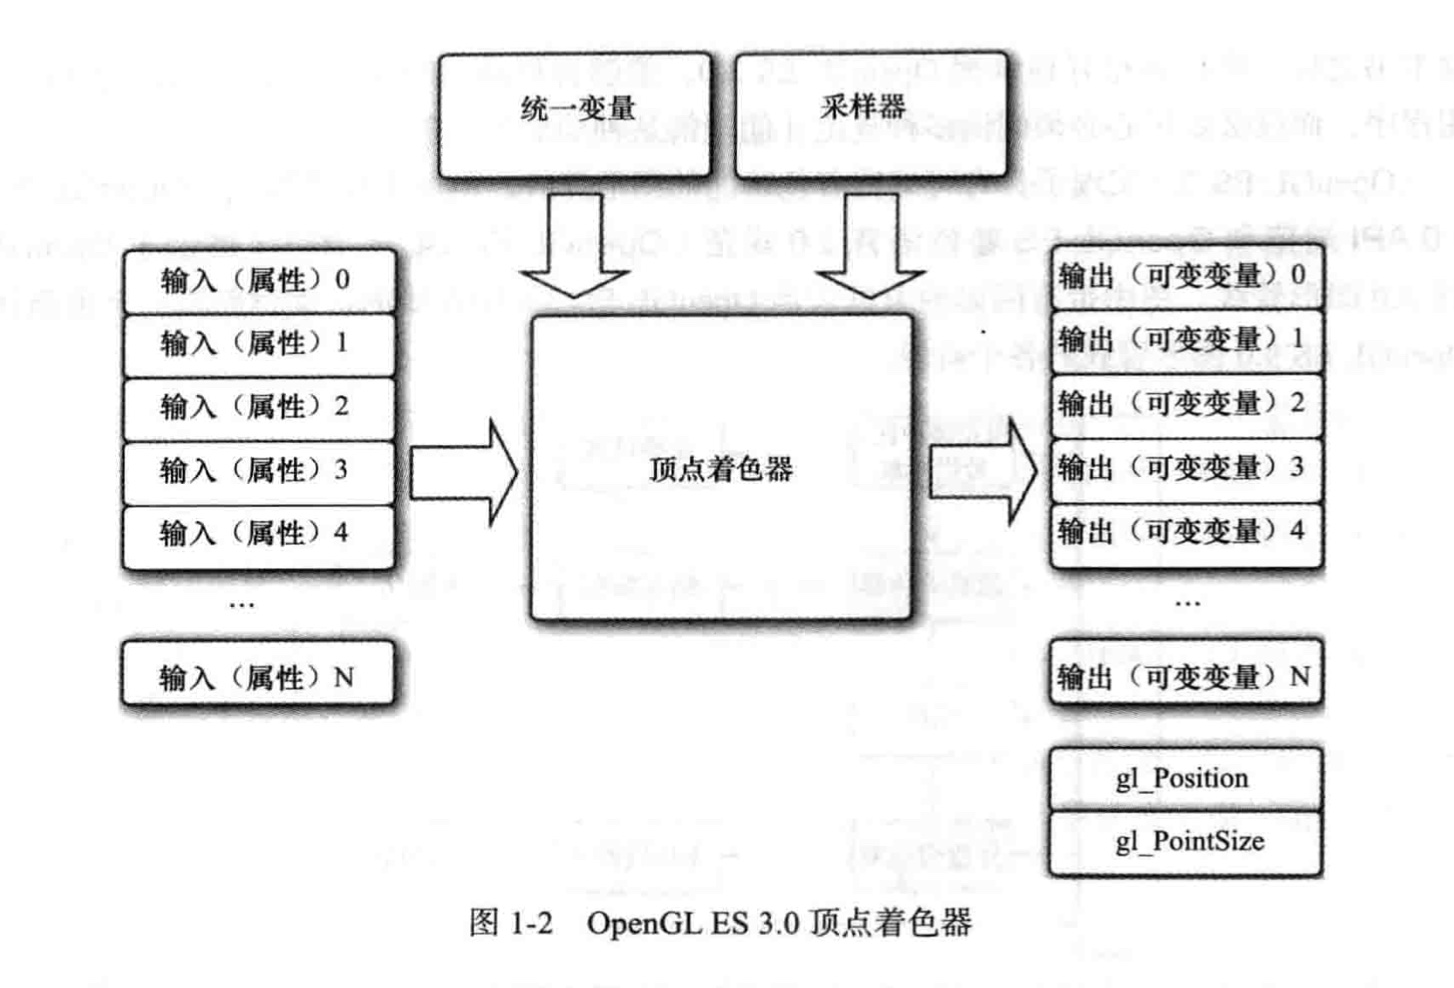 统一变量
采样器
输入（属性）0
输入（属性）1
输入（属性）2
输入（属性）3
输入（属性）4
...
输入（属性）N
顶点着色器
输出（可变变量）0
输出（可变变量）1
输出（可变变量）2
输出（可变变量）3
输出（可变变量）4
...
输出（可变变量）N
gl_Position
gl_PointSize
图 1-2 OpenGL ES 3.0 顶点着色器